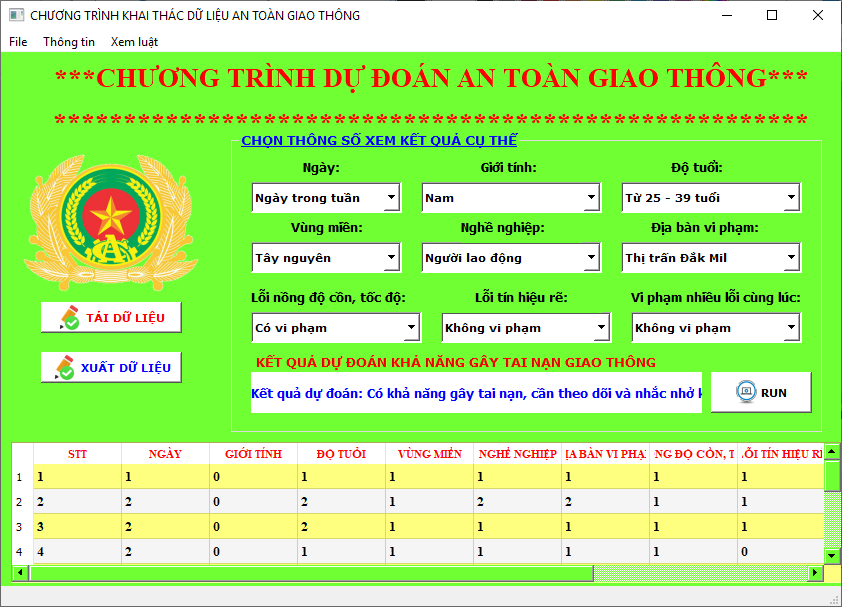 CHƯƠNG TRÌNH KHAI THÁC DỮ LIỆU AN TOÀN GIAO THÔNG
File Thông tin Xem luật
***CHƯƠNG TRÌNH DỰ ĐOÁN AN TOÀN GIAO THÔNG***
******************************************************
CHỌN THÔNG SỐ XEM KẾT QUẢ CỤ THỂ
Ngày: Giới tính: Độ tuổi:
Ngày trong tuần Nam Từ 25 - 39 tuổi
Vùng miền: Nghề nghiệp: Địa bàn vi phạm:
Tây nguyên Người lao động Thị trấn Đắk Mil
Lỗi nồng độ cồn, tốc độ: Lỗi tín hiệu rẽ: Vi phạm nhiều lỗi cùng lúc:
Có vi phạm Không vi phạm Không vi phạm
TẢI DỮ LIỆU
XUẤT DỮ LIỆU
KẾT QUẢ DỰ ĐOÁN KHẢ NĂNG GÂY TAI NẠN GIAO THÔNG
Kết quả dự đoán: Có khả năng gây tai nạn, cần theo dõi và nhắc nhở k
RUN
STT NGÀY GIỚI TÍNH ĐỘ TUỔI VÙNG MIỀN NGHỀ NGHIỆP ỊA BÀN VI PHẠ NG ĐỘ CỒN, T LỖI TÍN HIỆU RẼ
1 1 1 0 1 1 1 1 1 1
2 2 2 0 2 1 2 2 1 1
3 3 2 0 2 1 1 1 1 1
4 4 2 0 1 1 1 1 1 0